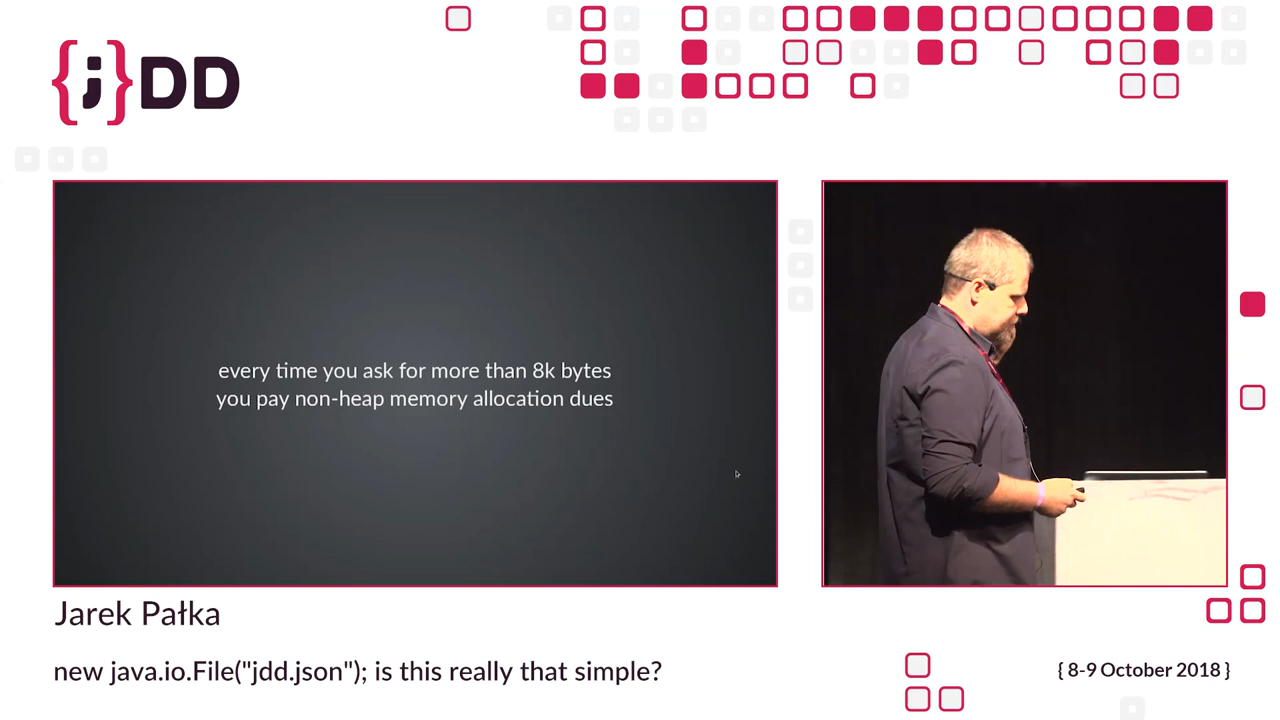 {j}DD
every time you ask for more than 8k bytes
you pay non-heap memory allocation dues
Jarek Pałka
new java.io.File("jdd.json"); is this really that simple?
{ 8-9 October 2018 }